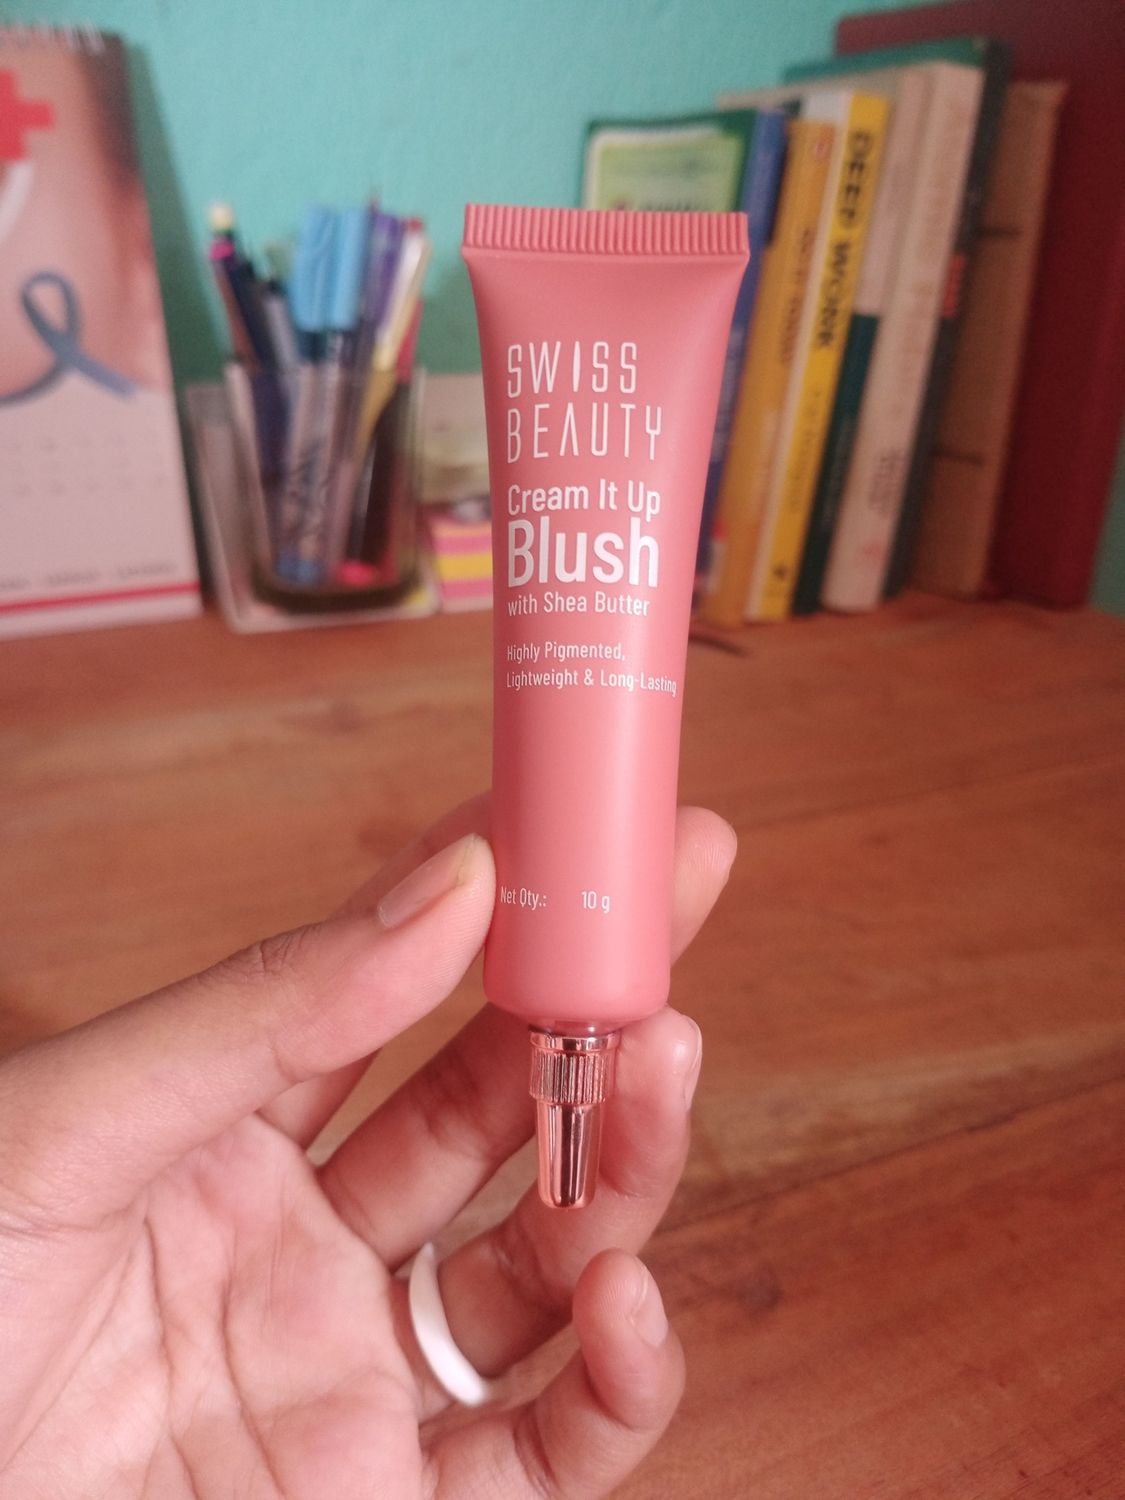 SWISS
BEAUTY
Cream It Up
Blush
with Shea Butter
Highly Pigmented,
Lightweight & Long-Lasting
Net Qty.: 10 g
DEEP WORK